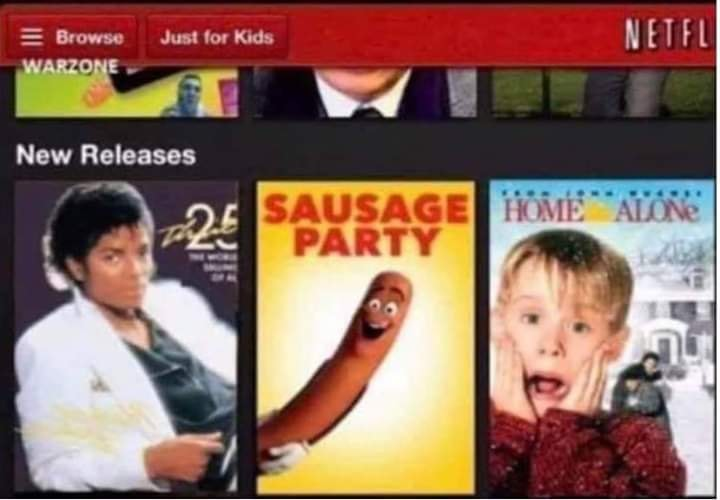 Browse
Just for Kids
NETFL
WARZONE
New Releases
25
SAUSAGE
PARTY
HOME ALONe